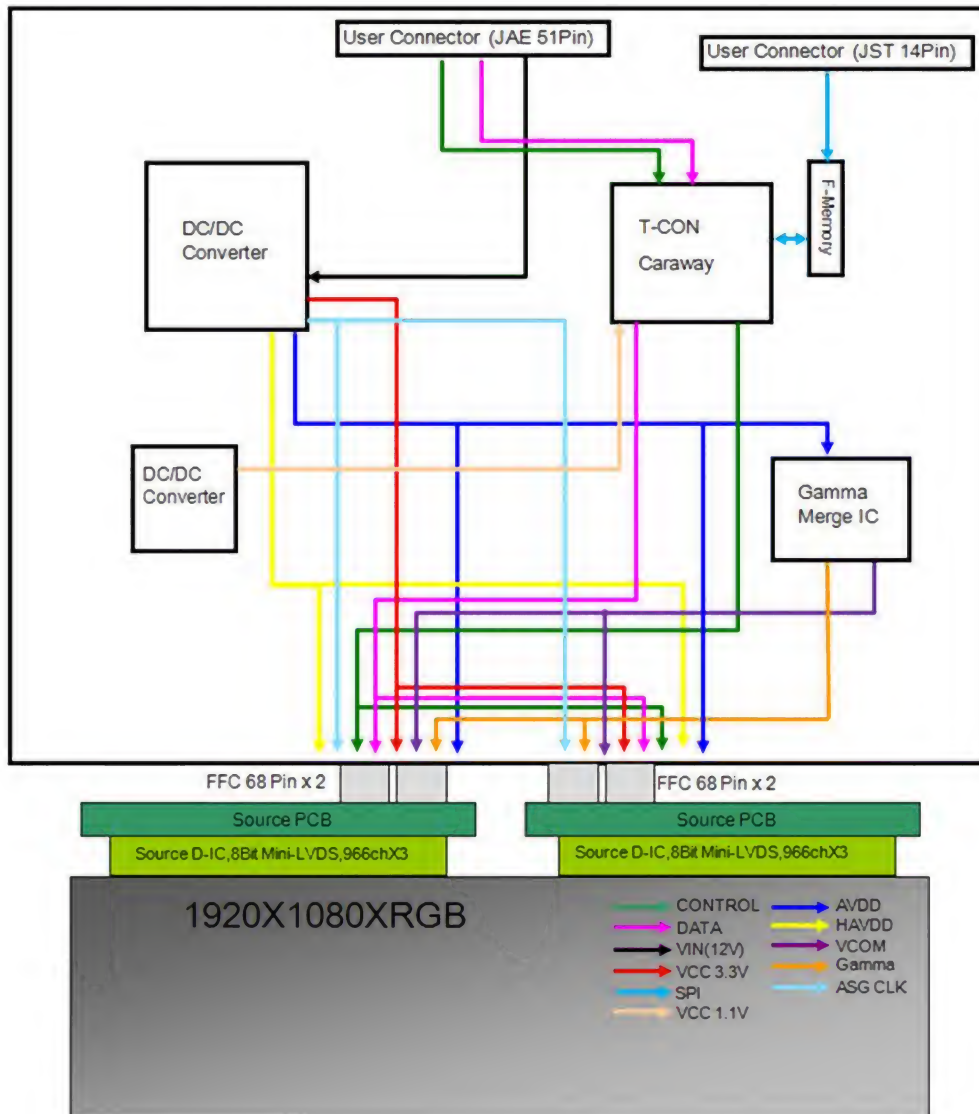 User Connector (JAE 51Pin)
User Connector (JST 14Pin)
DC/DC
Converter
T-CON
Caraway
F-Memory
DC/DC
Converter
Gamma
Merge IC
FFC 68 Pin x 2
FFC 68 Pin x 2
Source PCB
Source PCB
Source D-IC,8Bit Mini-LVDS,966chX3
Source D-IC,8Bit Mini-LVDS,966chX3
1920X1080XRGB
CONTROL
DATA
VIN(12V)
VCC 3.3V
SPI
VCC 1.1V
AVDD
HAVDD
VCOM
Gamma
ASG CLK